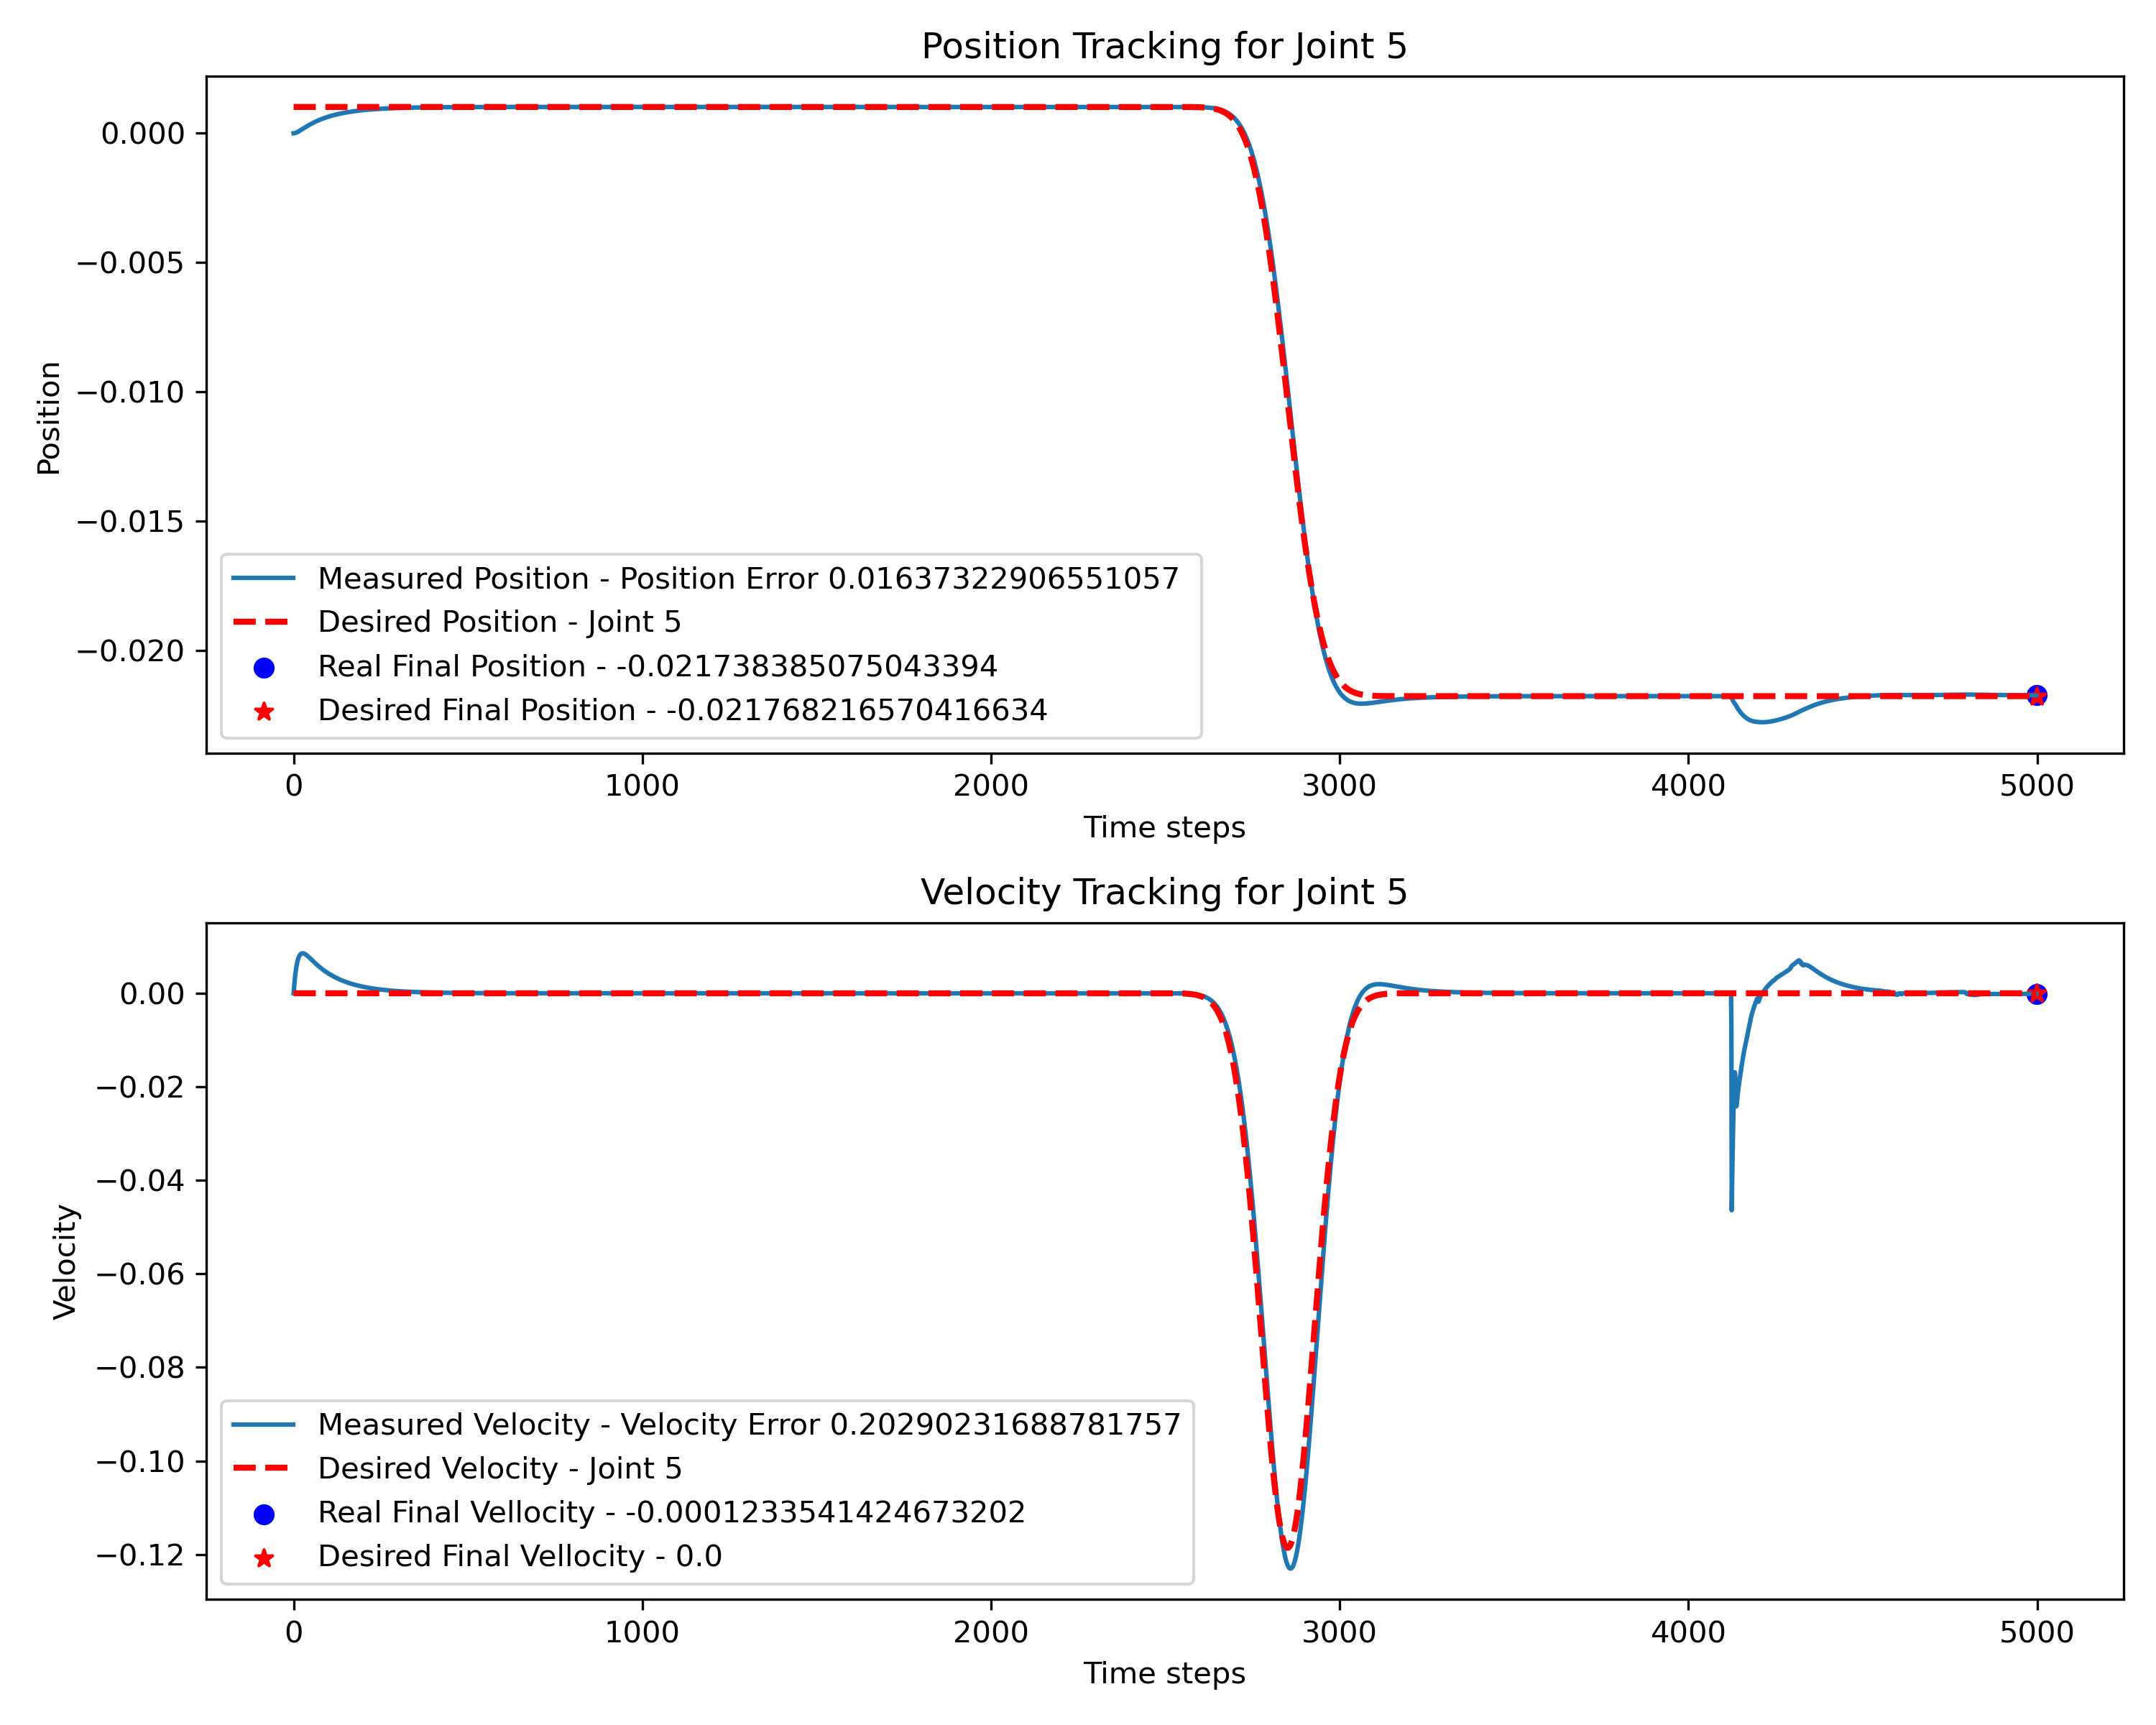 Position Tracking for Joint 5
0.000
−0.005
−0.010
−0.015
−0.020
Position
Measured Position - Position Error 0.01637322906551057
Desired Position - Joint 5
Real Final Position - -0.021738385075043394
Desired Final Position - -0.021768216570416634
0 1000 2000 3000 4000 5000
Time steps
Velocity Tracking for Joint 5
0.00
−0.02
−0.04
−0.06
−0.08
−0.10
−0.12
Velocity
Measured Velocity - Velocity Error 0.20290231688781757
Desired Velocity - Joint 5
Real Final Vellocity - -0.0001233541424673202
Desired Final Vellocity - 0.0
0 1000 2000 3000 4000 5000
Time steps